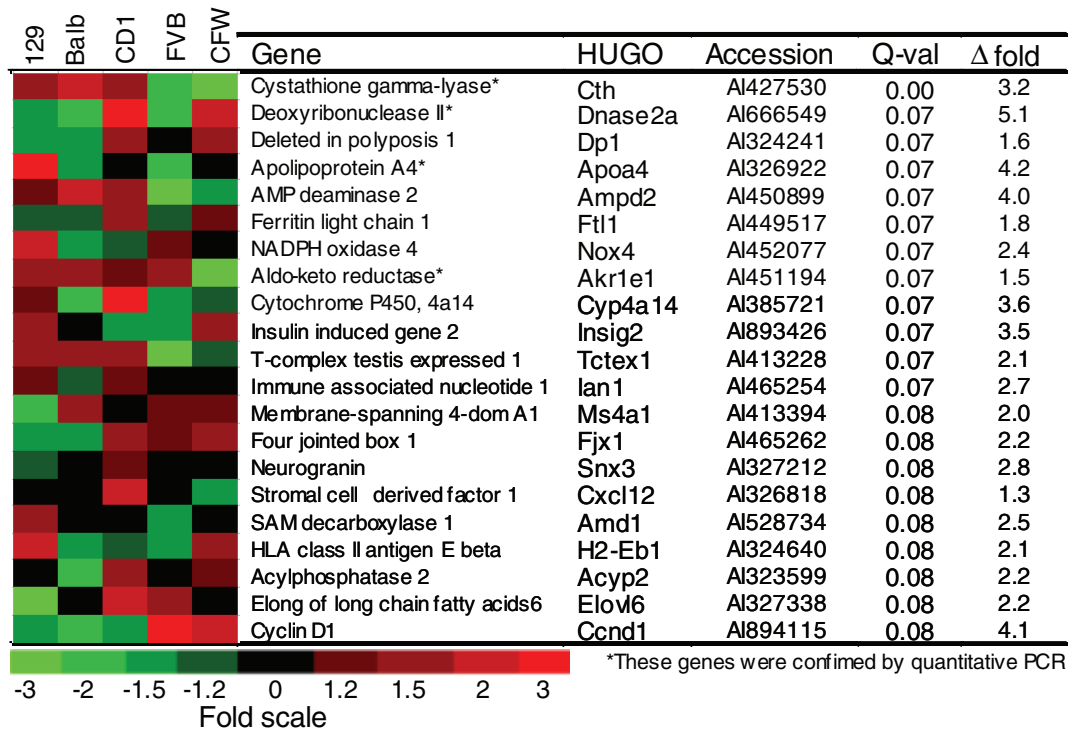 129 Balb CD1 FVB CFW
Gene HUGO Accession Q-val Δ fold
Cystathione gamma-lyase* Cth AI427530 0.00 3.2
Deoxyribonuclease II* Dnase2a AI666549 0.07 5.1
Deleted in polyposis 1 Dp1 AI324241 0.07 1.6
Apolipoprotein A4* Apoa4 AI326922 0.07 4.2
AMP deaminase 2 Ampd2 AI450899 0.07 4.0
Ferritin light chain 1 Ftl1 AI449517 0.07 1.8
NADPH oxidase 4 Nox4 AI452077 0.07 2.4
Aldo-keto reductase* Akr1e1 AI451194 0.07 1.5
Cytochrome P450, 4a14 Cyp4a14 AI385721 0.07 3.6
Insulin induced gene 2 Insig2 AI893426 0.07 3.5
T-complex testis expressed 1 Tctex1 AI413228 0.07 2.1
Immune associated nucleotide 1 Ian1 AI465254 0.07 2.7
Membrane-spanning 4-dom A1 Ms4a1 AI413394 0.08 2.0
Four jointed box 1 Fjx1 AI465262 0.08 2.2
Neurogranin Snx3 AI327212 0.08 2.8
Stromal cell derived factor 1 Cxcl12 AI326818 0.08 1.3
SAM decarboxylase 1 Amd1 AI528734 0.08 2.5
HLA class II antigen E beta H2-Eb1 AI324640 0.08 2.1
Acylphosphatase 2 Acyp2 AI323599 0.08 2.2
Elong of long chain fatty acids6 Elovl6 AI327338 0.08 2.2
Cyclin D1 Ccnd1 AI894115 0.08 4.1
*These genes were confimed by quantitative PCR
-3 -2 -1.5 -1.2 0 1.2 1.5 2 3
Fold scale